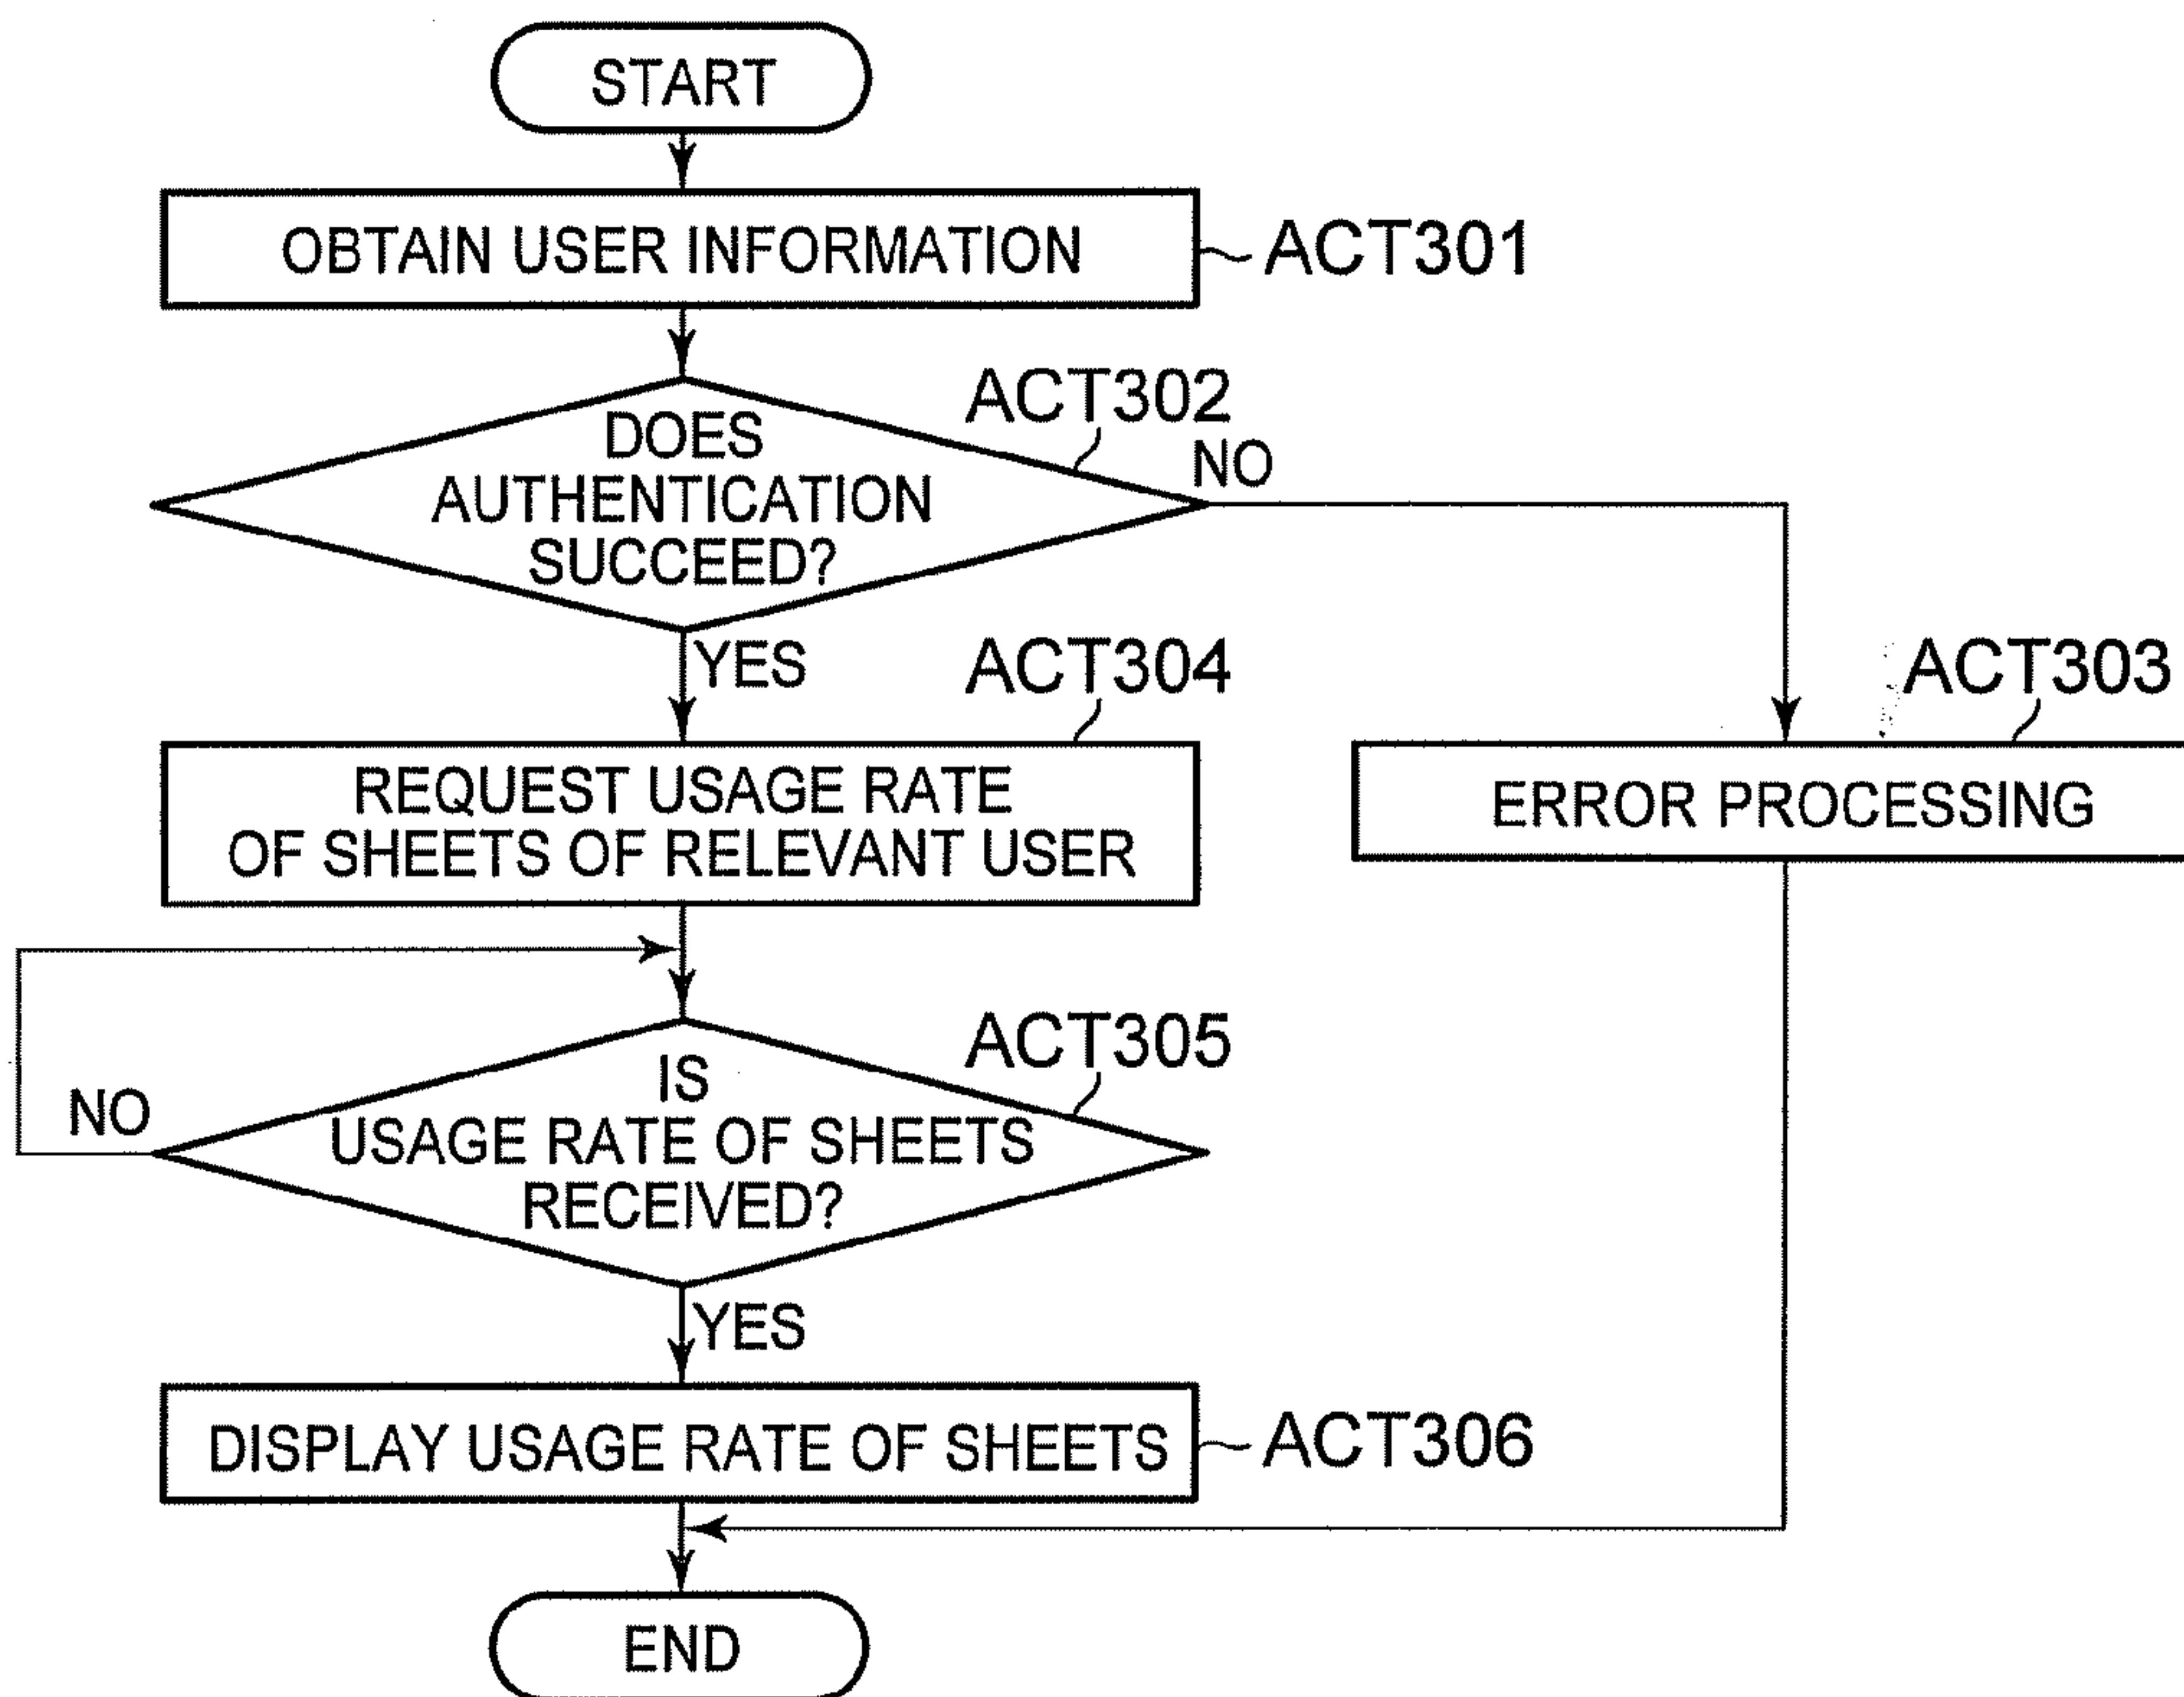 START
OBTAIN USER INFORMATION
ACT301
ACT302
DOES
AUTHENTICATION
SUCCEED?
NO
YES
ACT304
ACT303
REQUEST USAGE RATE
OF SHEETS OF RELEVANT USER
ERROR PROCESSING
ACT305
IS
USAGE RATE OF SHEETS
RECEIVED?
NO
YES
DISPLAY USAGE RATE OF SHEETS
ACT306
END